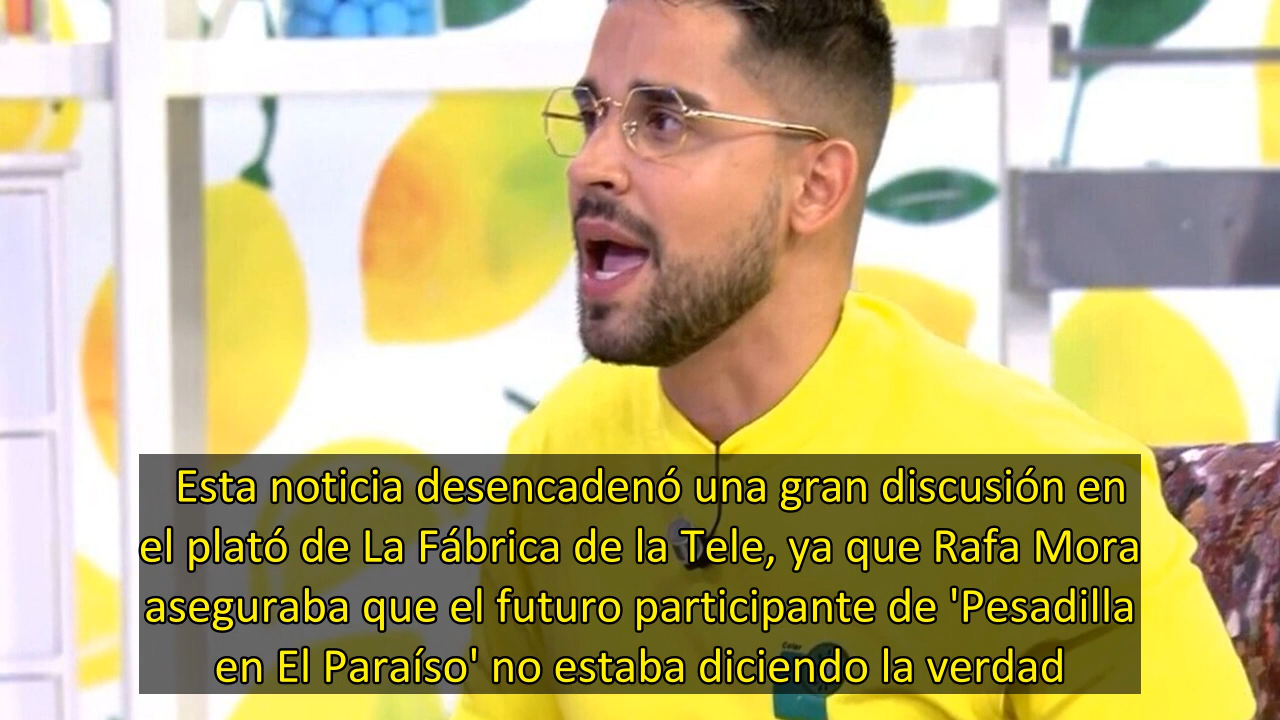 Esta noticia desencadenó una gran discusión en
el plató de La Fábrica de la Tele, ya que Rafa Mora
aseguraba que el futuro participante de 'Pesadilla
en El Paraíso' no estaba diciendo la verdad